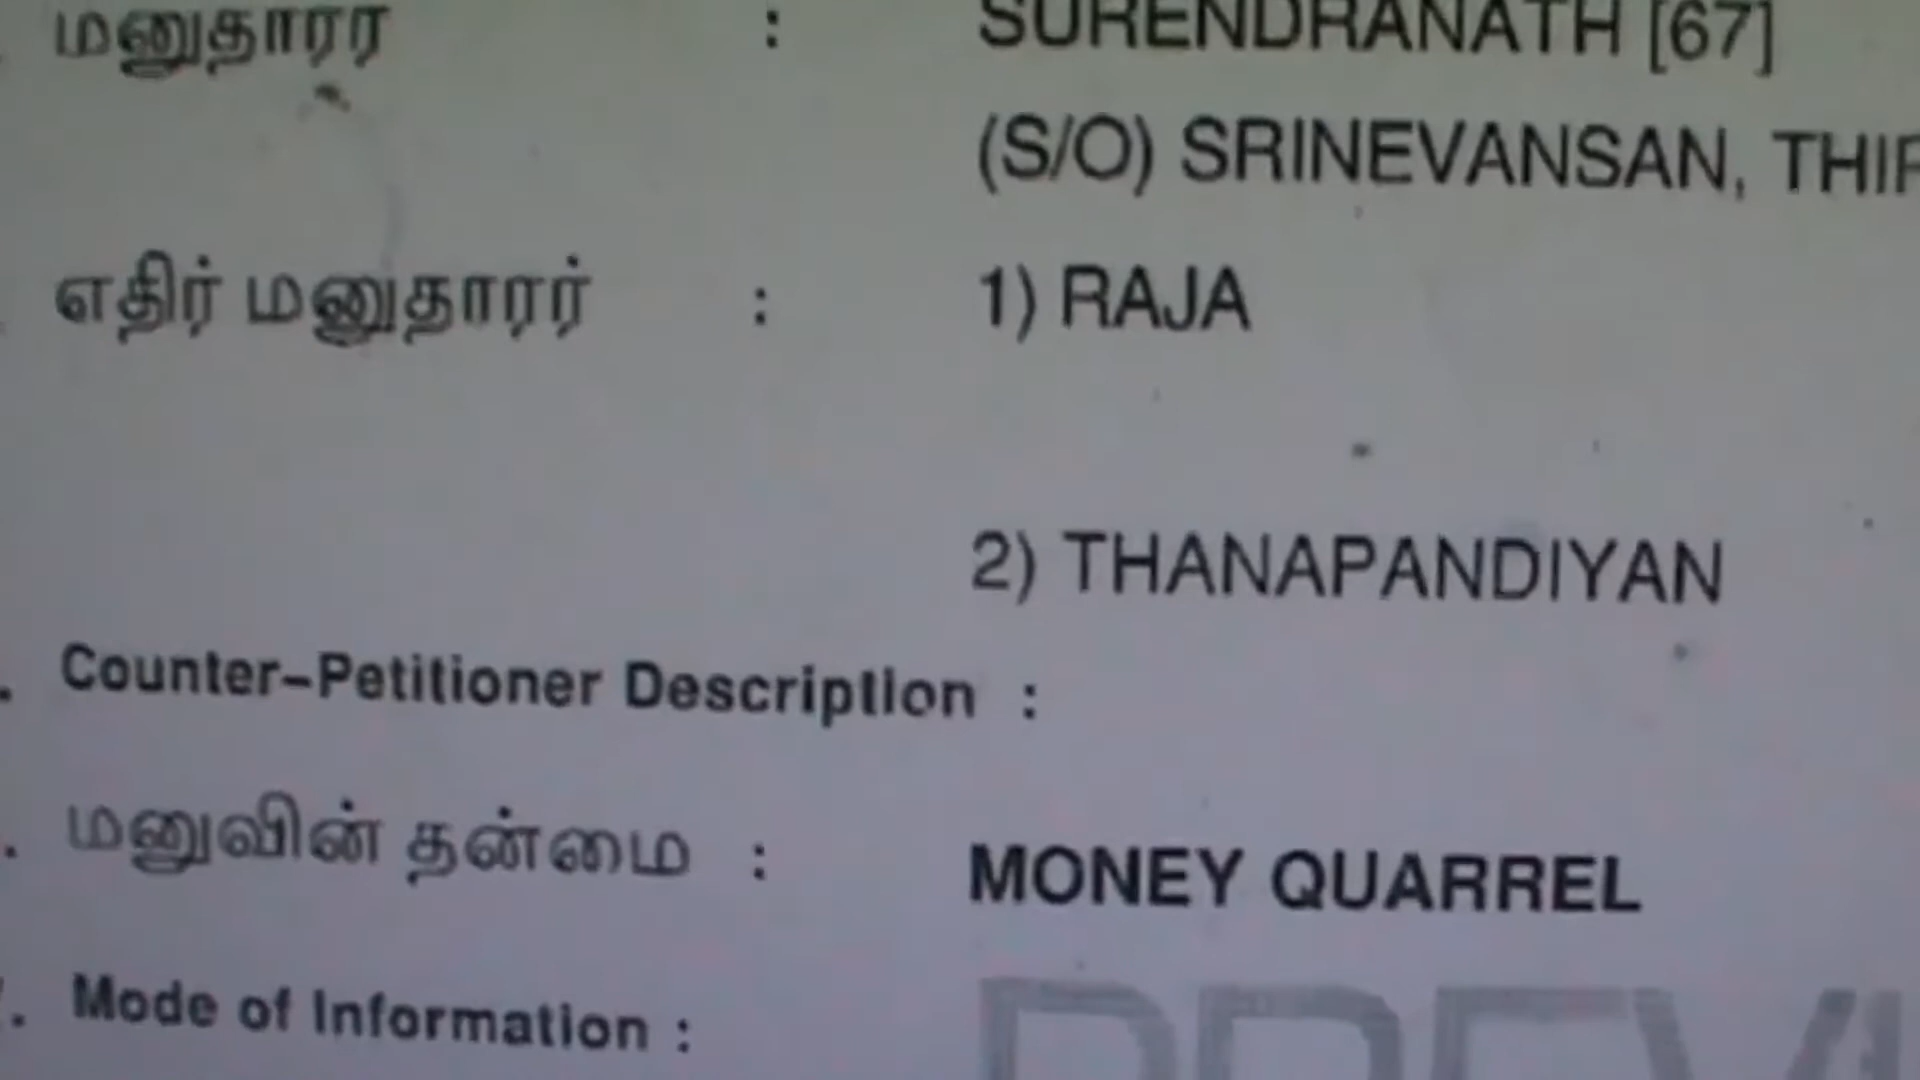 மனுதாரர் : SURENDRANATH [67]
(S/O) SRINEVANSAN,
எதிர் மனுதாரர் : 1) RAJA
2) THANAPANDIYAN
Counter-Petitioner Description :
மனுவின் தன்மை : MONEY QUARREL
Mode of Information :